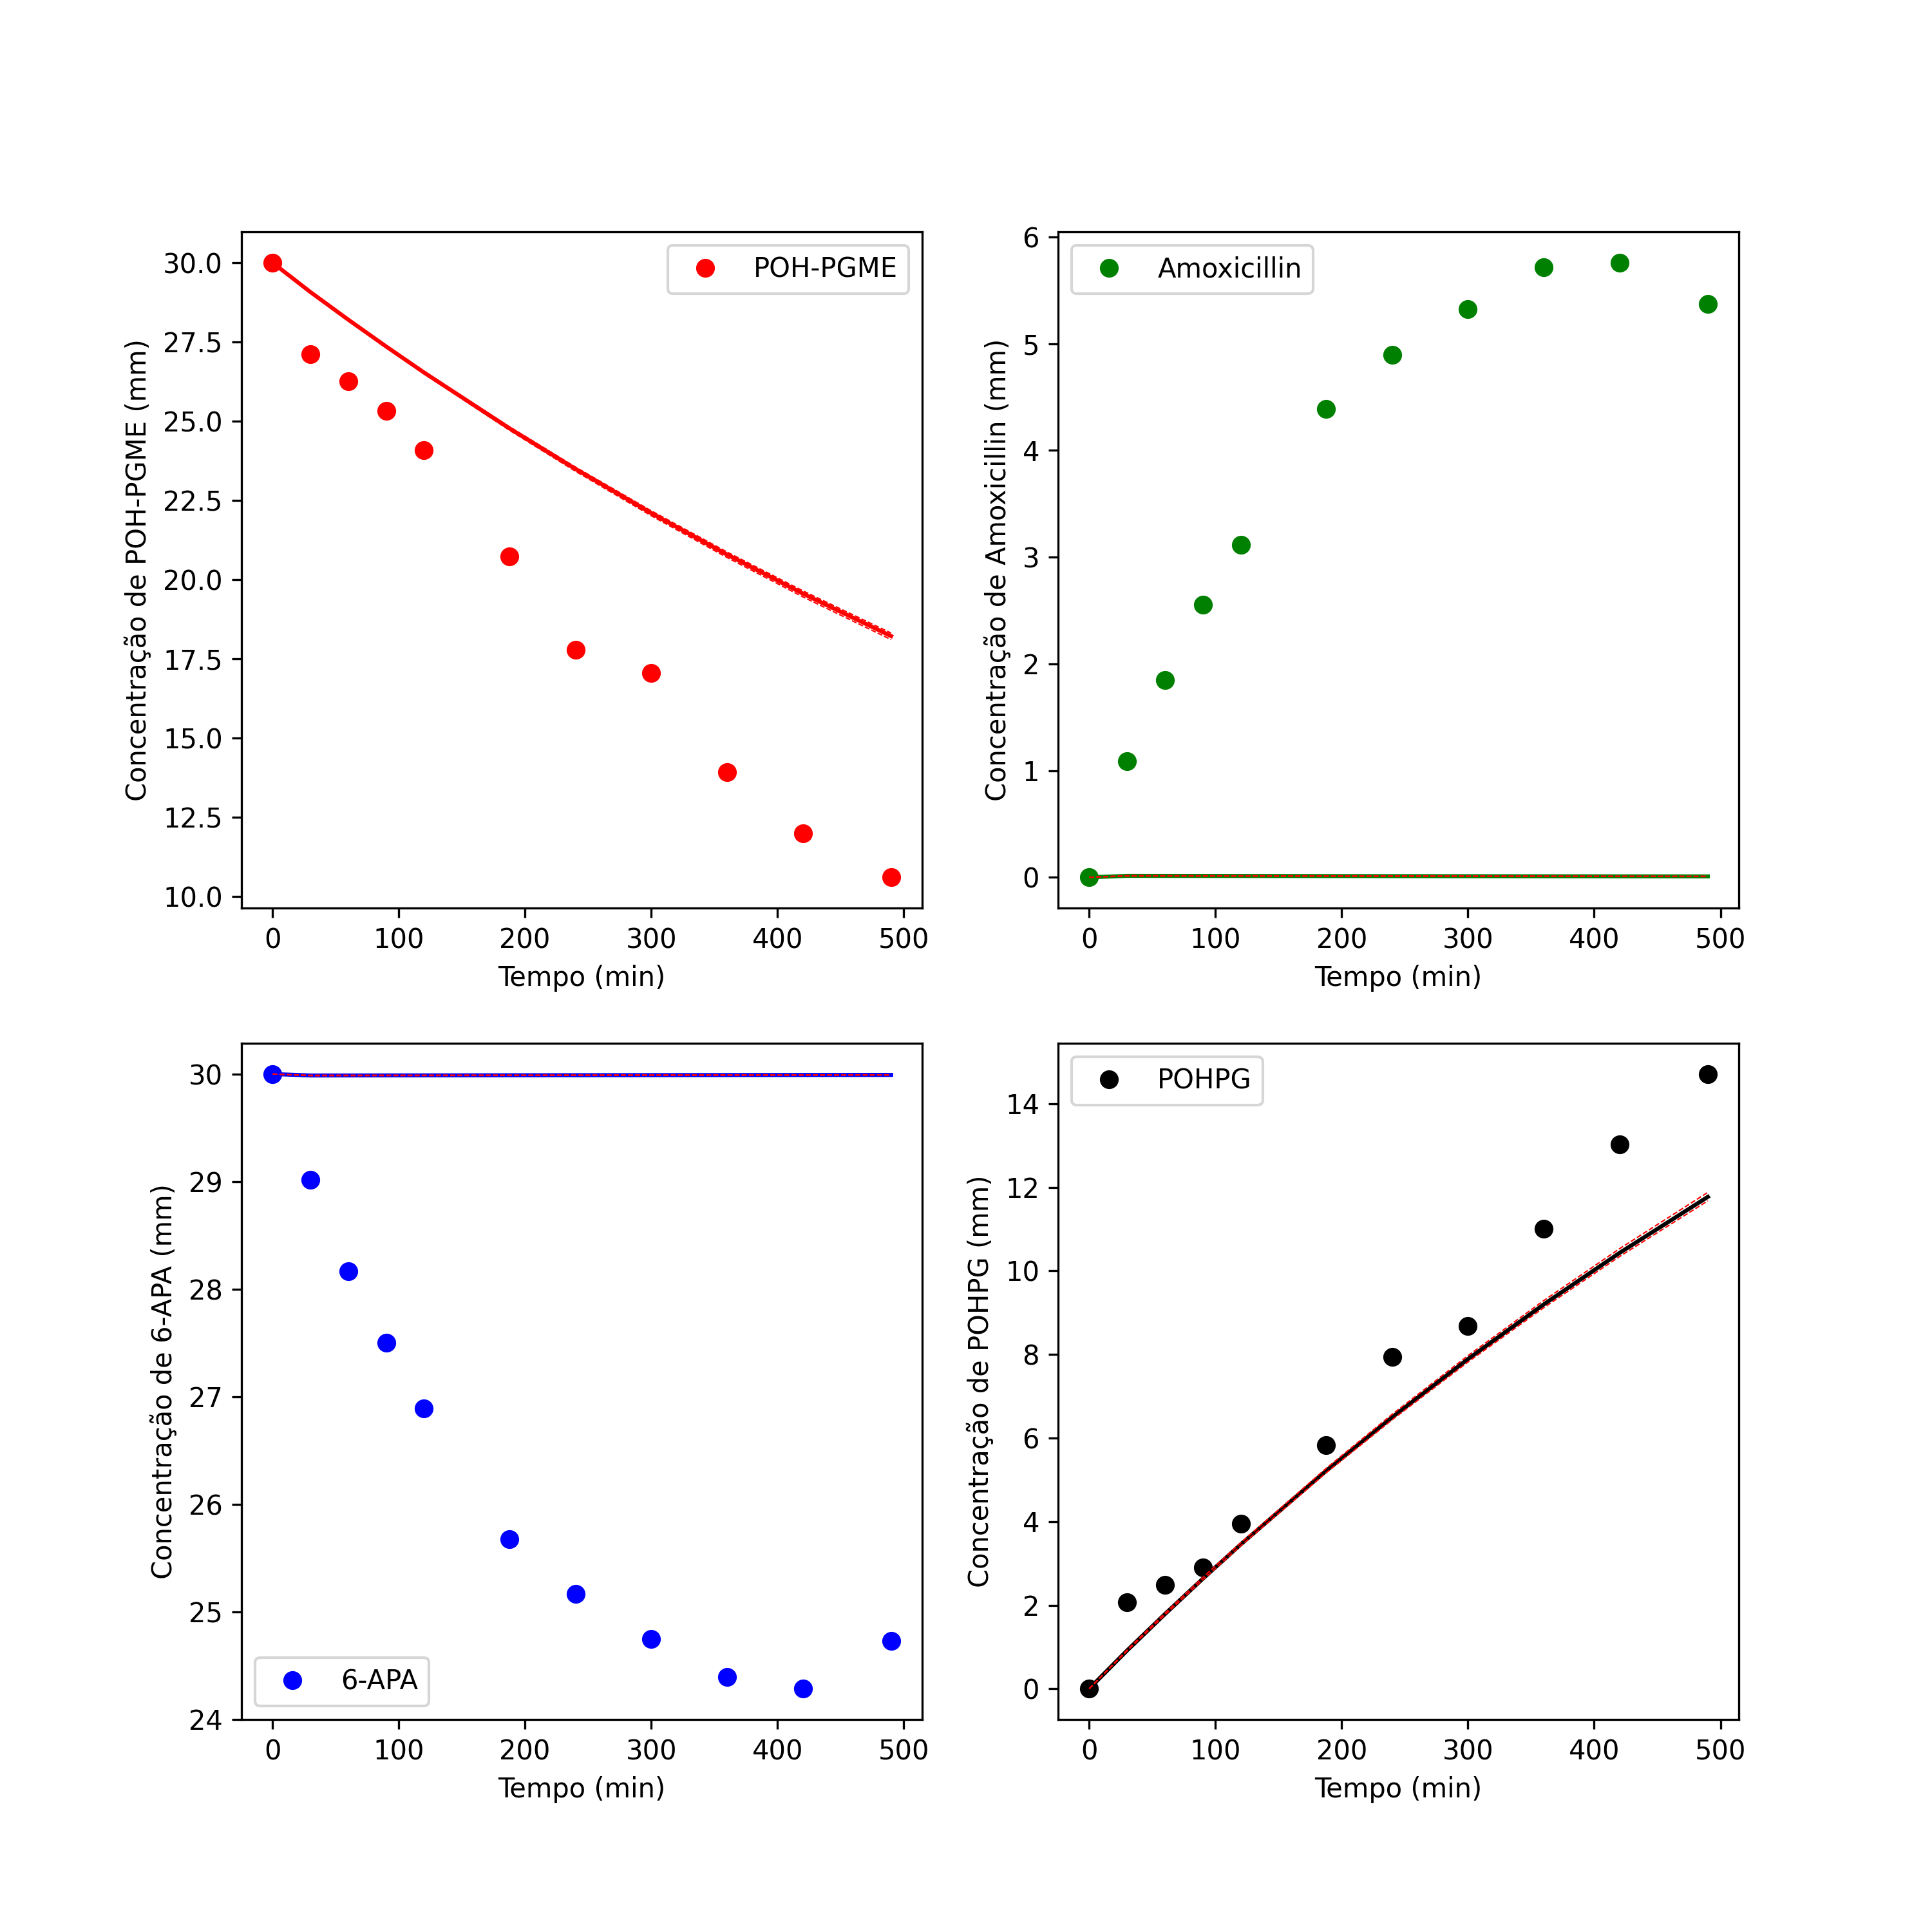 Concentração de POH-PGME (mm)
30.0
27.5
25.0
22.5
20.0
17.5
15.0
12.5
10.0
POH-PGME
0 100 200 300 400 500
Tempo (min)
Concentração de Amoxicillin (mm)
6
5
4
3
2
1
0
Amoxicillin
0 100 200 300 400 500
Tempo (min)
Concentração de 6-APA (mm)
30
29
28
27
26
25
24
6-APA
0 100 200 300 400 500
Tempo (min)
Concentração de POHPG (mm)
14
12
10
8
6
4
2
0
POHPG
0 100 200 300 400 500
Tempo (min)